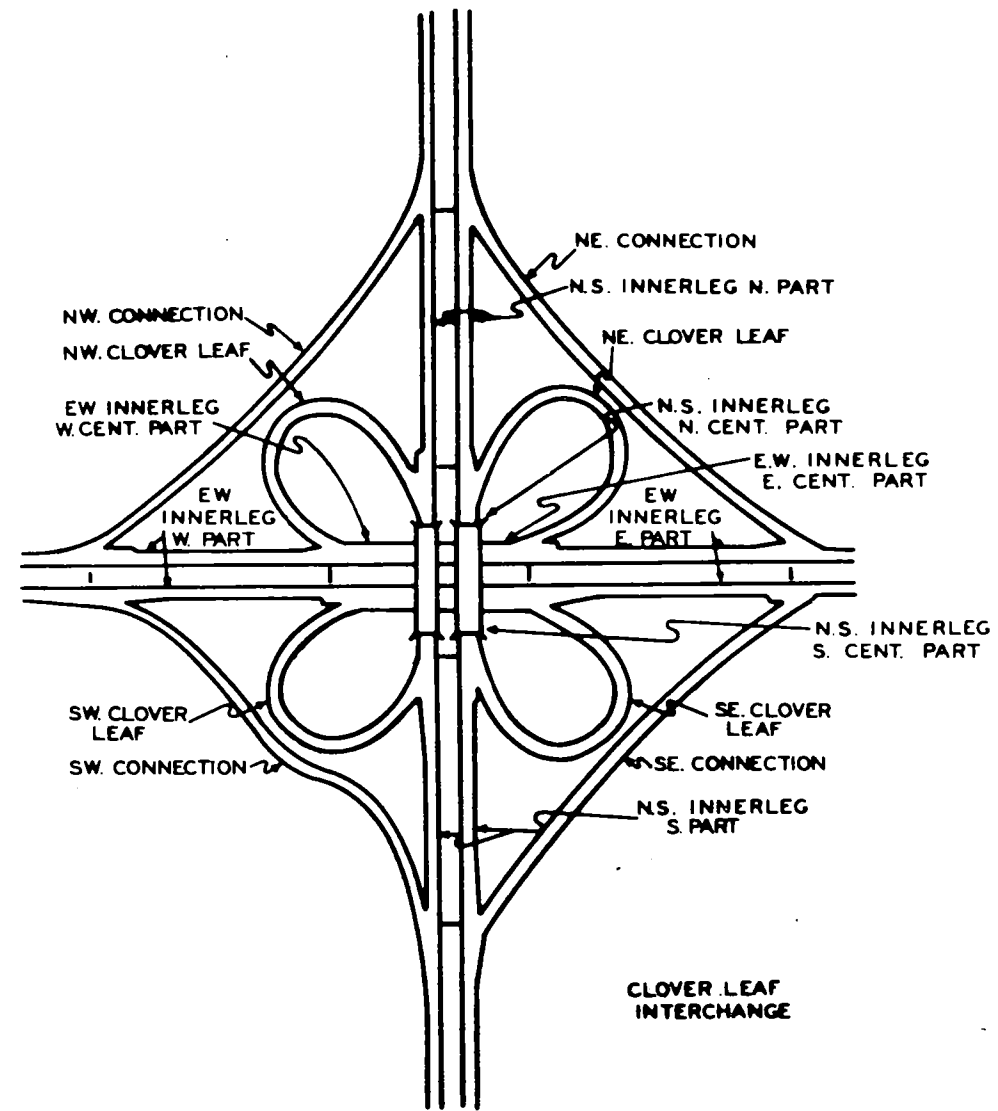 NE. CONNECTION
N.S. INNERLEG N. PART
NW. CONNECTION
NW. CLOVER LEAF
NE. CLOVER LEAF
EW INNERLEG
W. CENT. PART
N.S. INNERLEG
N. CENT. PART
E.W. INNERLEG
E. CENT. PART
EW
INNERLEG
W. PART
EW
INNERLEG
E. PART
N.S. INNERLEG
S. CENT. PART
SW. CLOVER
LEAF
SW. CONNECTION
SE. CLOVER
LEAF
SE. CONNECTION
N.S. INNERLEG
S. PART
CLOVER LEAF
INTERCHANGE